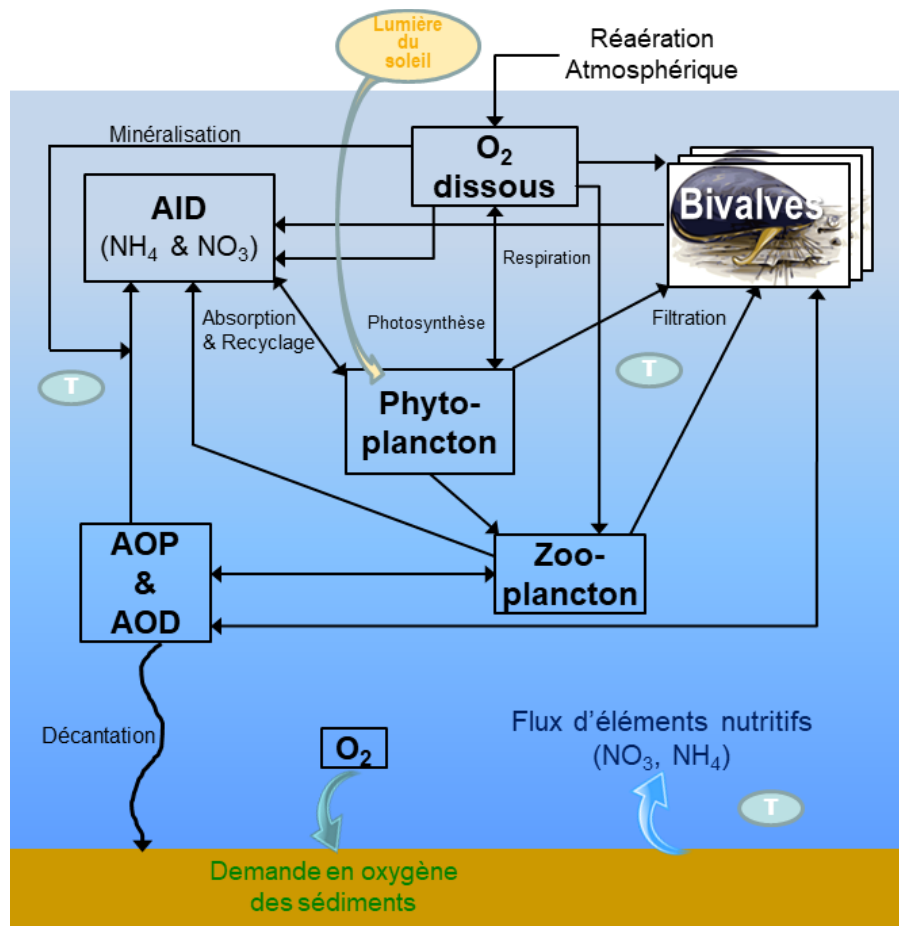 Lumière
du
soleil
Réaération
Atmosphérique
Minéralisation
O₂
dissous
AID
(NH₄ & NO₃)
Bivalves
Respiration
Absorption
& Recyclage
Photosynthèse
Filtration
T
T
Phyto-
plancton
AOP
&
AOD
Zoo-
plancton
Décantation
O₂
Flux d'éléments nutritifs
(NO₃, NH₄)
T
Demande en oxygène
des sédiments